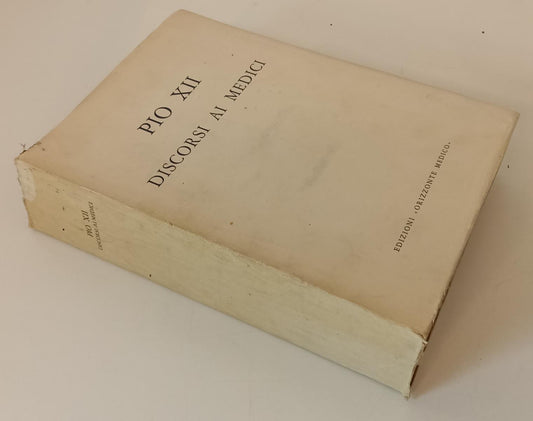 PIO XII
DISCORSI AI MEDICI
EDIZIONI «ORIZZONTE MEDICO»
PIO XII
DISCORSI AI MEDICI